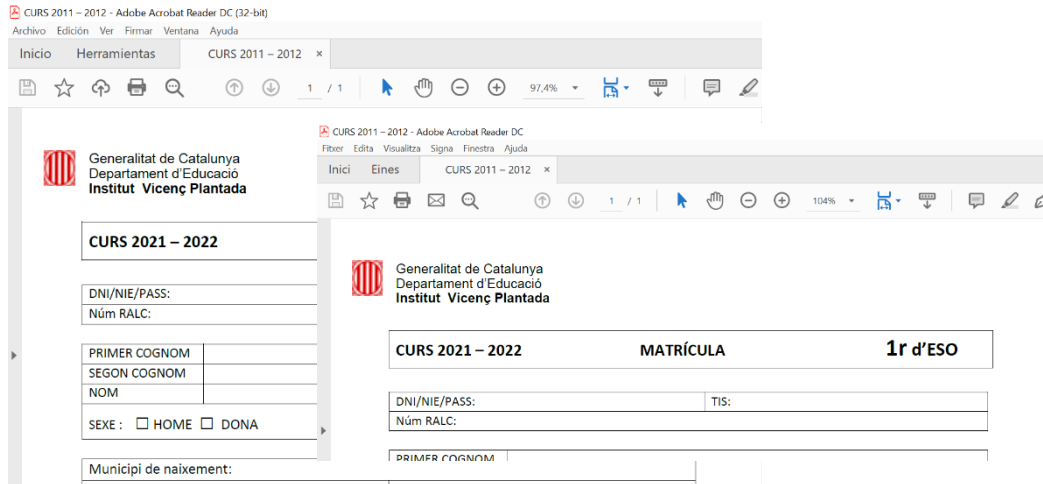 CURS 2011 – 2012 - Adobe Acrobat Reader DC (32-bit)
Archivo Edición Ver Firmar Ventana Ayuda
Inicio Herramientas CURS 2011 – 2012 ×
1 / 1 97,4%
Generalitat de Catalunya
Departament d'Educació
Institut Vicenç Plantada
CURS 2021 – 2022
DNI/NIE/PASS:
Núm RALC:
PRIMER COGNOM
SEGON COGNOM
NOM
SEXE : ☐ HOME ☐ DONA
Municipi de naixement:
CURS 2011 – 2012 - Adobe Acrobat Reader DC
Fitxer Edita Visualitza Signa Finestra Ajuda
Inici Eines CURS 2011 – 2012 ×
1 / 1 104%
Generalitat de Catalunya
Departament d'Educació
Institut Vicenç Plantada
CURS 2021 – 2022 MATRÍCULA 1r d'ESO
DNI/NIE/PASS: TIS:
Núm RALC:
PRIMER COGNOM